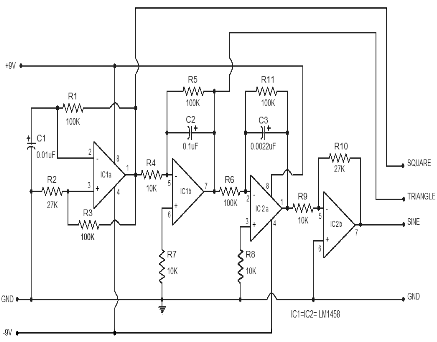 +9V
R1
100K
C1
0.01uF
R2
27K
R3
100K
2
3
8
1
4
IC1a
R4
10K
R5
100K
C2
0.1uF
5
6
7
IC1b
R7
10K
R6
100K
R11
100K
C3
0.0022uF
2
3
8
1
4
IC2a
R8
10K
R9
10K
R10
27K
5
6
7
IC2b
SQUARE
TRIANGLE
SINE
GND
GND
IC1=IC2= LM1458
-9V